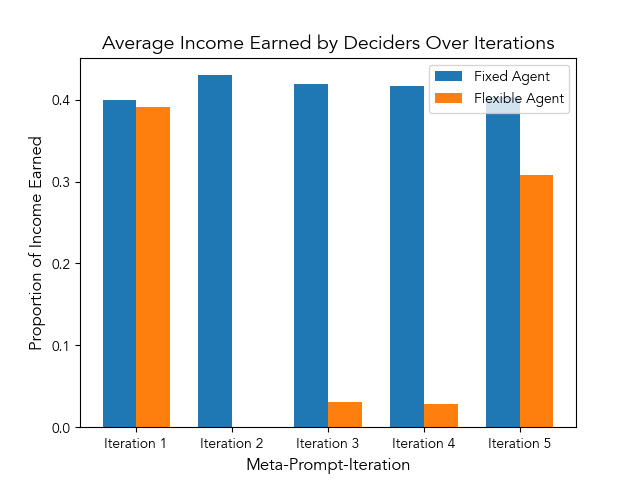 Average Income Earned by Deciders Over Iterations
Fixed Agent
Flexible Agent
Proportion of Income Earned
0.4
0.3
0.2
0.1
0.0
Iteration 1 Iteration 2 Iteration 3 Iteration 4 Iteration 5
Meta-Prompt-Iteration